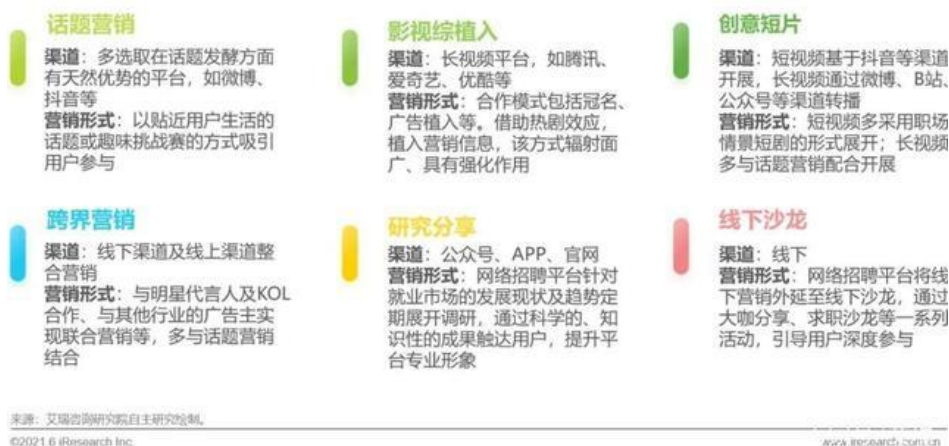 话题营销
渠道：多选取在话题发酵方面
有天然优势的平台，如微博、
抖音等
营销形式：以贴近用户生活的
话题或趣味挑战赛的方式吸引
用户参与
影视综植入
渠道：长视频平台，如腾讯、
爱奇艺、优酷等
营销形式：合作模式包括冠名、
广告植入等。借助热剧效应，
植入营销信息，该方式辐射面
广、具有强化作用
创意短片
渠道：短视频基于抖音等渠道
开展，长视频通过微博、B站、
公众号等渠道转播
营销形式：短视频多采用职场
情景短剧的形式展开；长视频
多与话题营销配合开展
跨界营销
渠道：线下渠道及线上渠道整
合营销
营销形式：与明星代言人及KOL
合作、与其他行业的广告主实
现联合营销等，多与话题营销
结合
研究分享
渠道：公众号、APP、官网
营销形式：网络招聘平台针对
就业市场的发展现状及趋势定
期展开调研，通过科学的、知
识性的成果触达用户，提升平
台专业形象
线下沙龙
渠道：线下
营销形式：网络招聘平台将线
下营销外延至线下沙龙，通过
大咖分享、求职沙龙等一系列
活动，引导用户深度参与
来源：艾瑞咨询研究院自主研究绘制。
©2021.6 iResearch Inc.
www.iresearch.com.cn